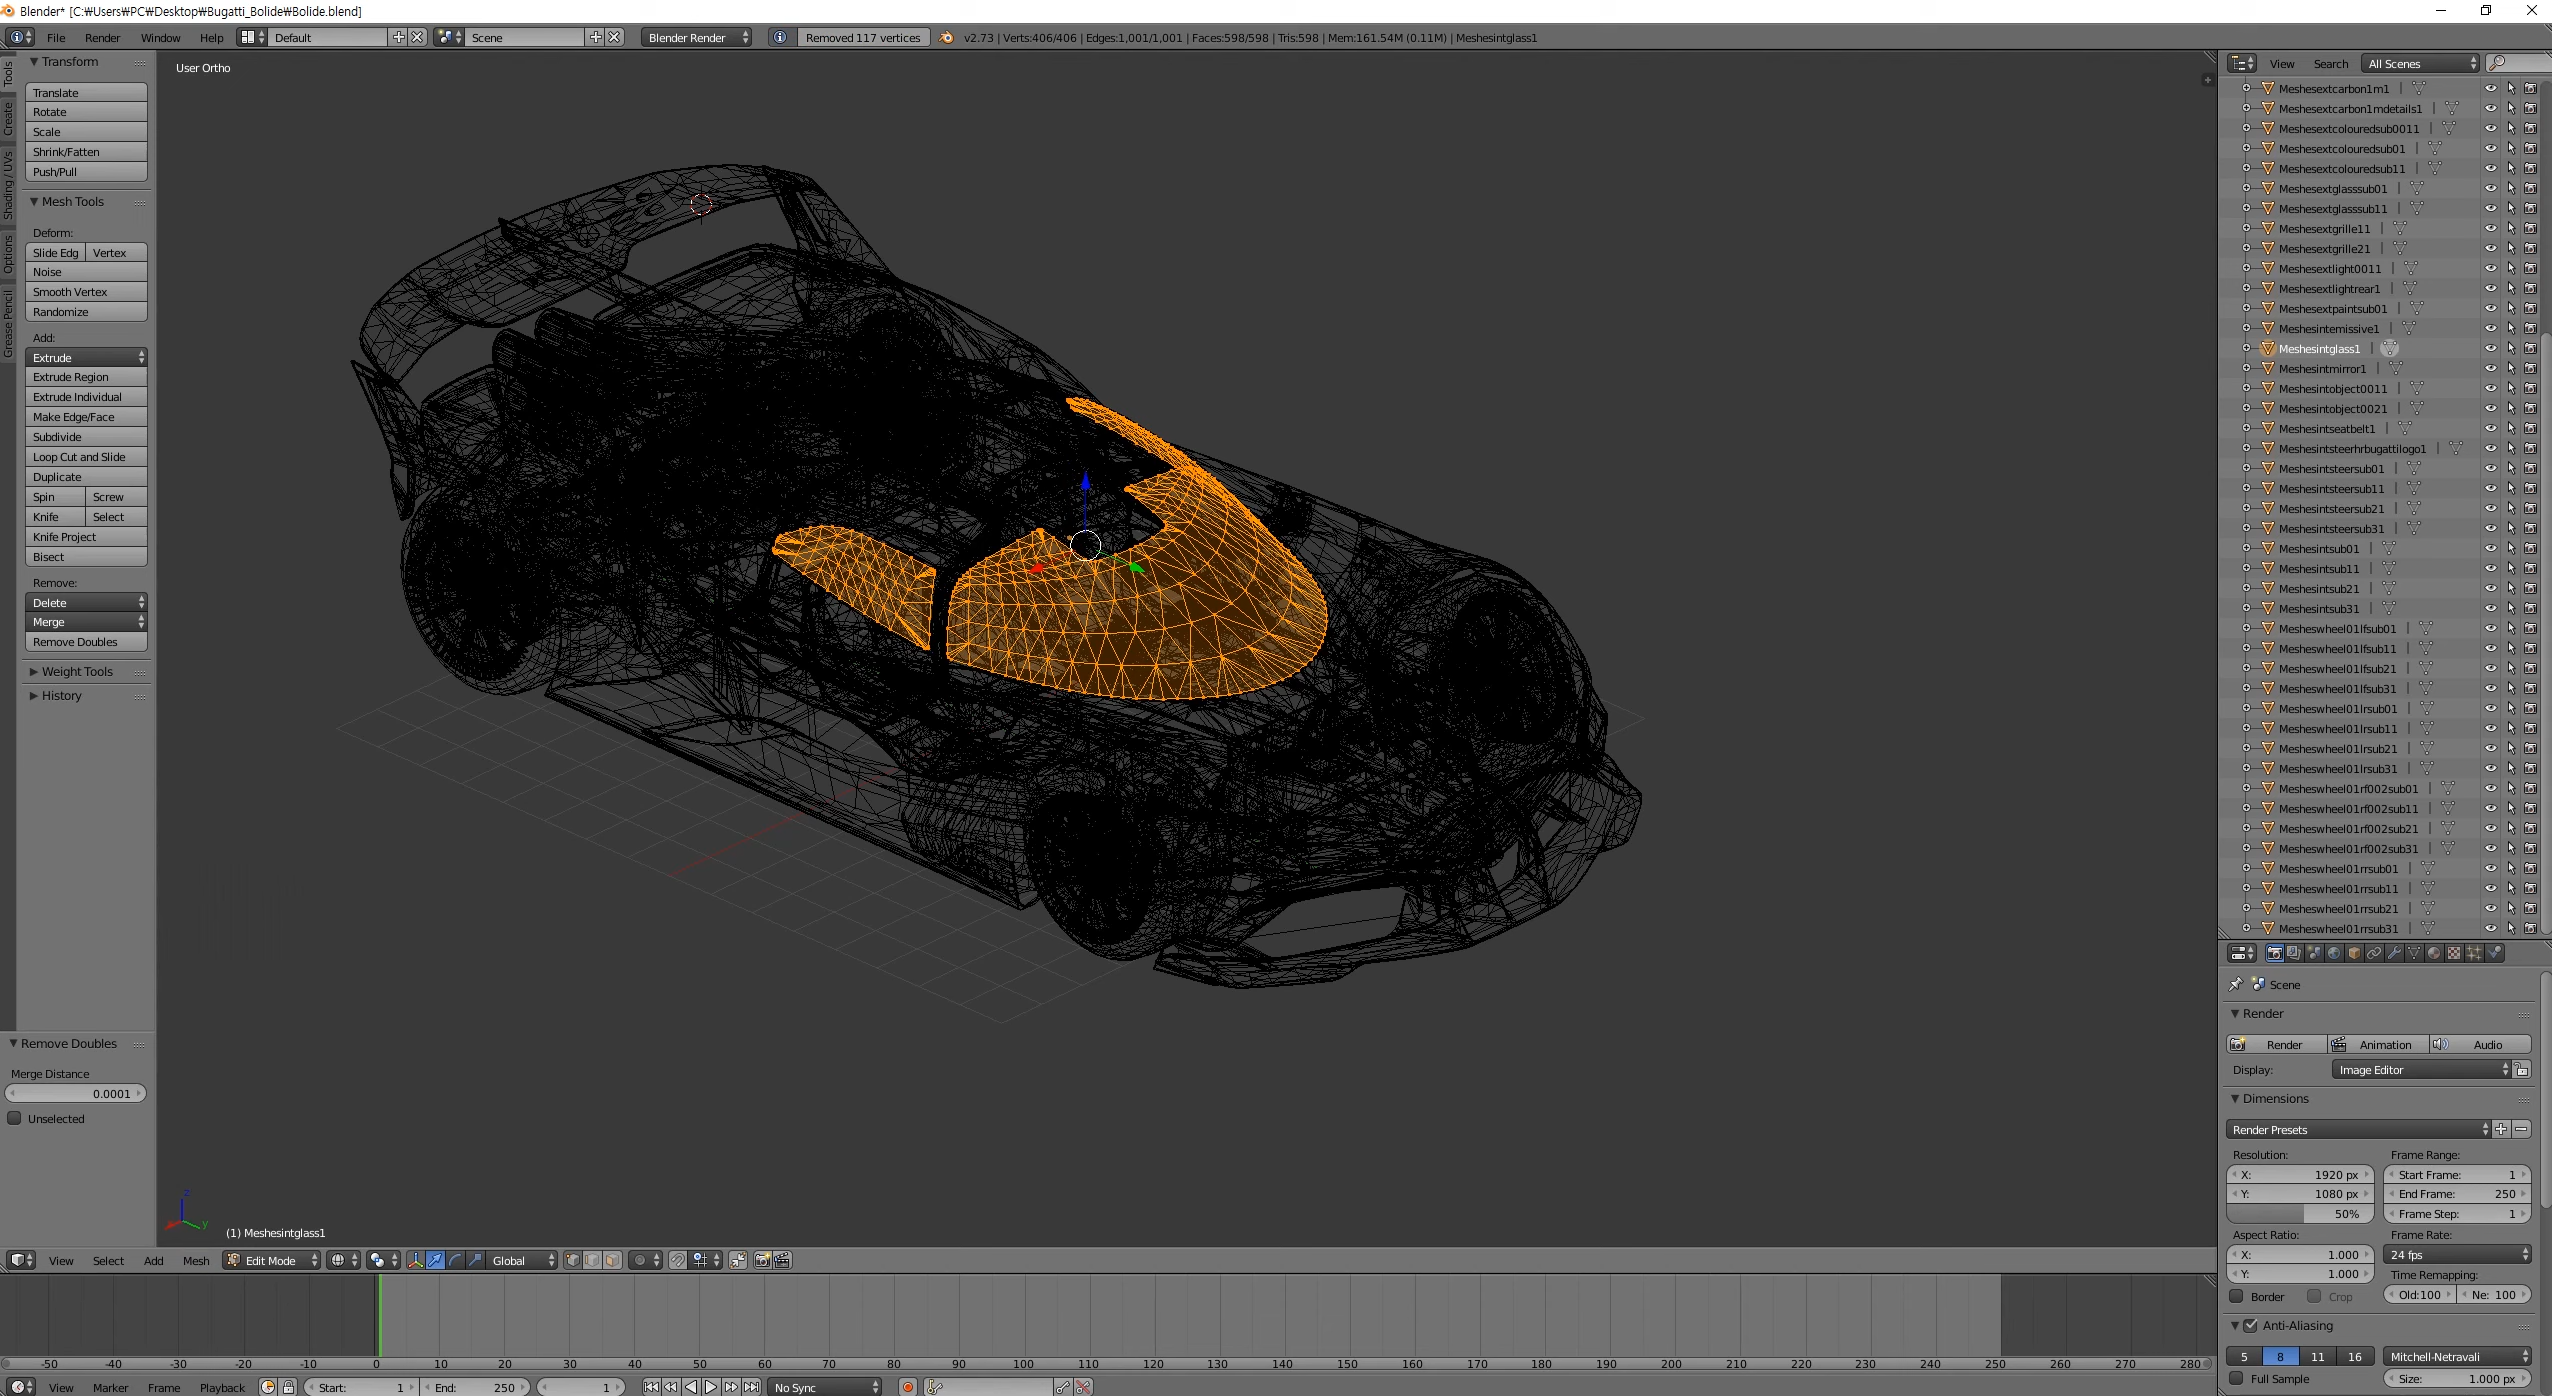 Blender* [C:₩Users₩PC₩Desktop₩Bugatti_Bolide₩Bolide.blend]
File Render Window Help Default Scene Blender Render Removed 117 vertices v2.73 | Verts:406/406 | Edges:1,001/1,001 | Faces:598/598 | Tris:598 | Mem:161.54M (0.11M) | Meshesintglass1
Tools
Create
Shading / UVs
Options
Grease Pencil
Transform
Translate
Rotate
Scale
Shrink/Fatten
Push/Pull
Mesh Tools
Deform:
Slide Edg Vertex
Noise
Smooth Vertex
Randomize
Add:
Extrude
Extrude Region
Extrude Individual
Make Edge/Face
Subdivide
Loop Cut and Slide
Duplicate
Spin Screw
Knife Select
Knife Project
Bisect
Remove:
Delete
Merge
Remove Doubles
Weight Tools
History
Remove Doubles
Merge Distance
0.0001
Unselected
User Ortho
z
y
(1) Meshesintglass1
View Search All Scenes
Meshesextcarbon1m1
Meshesextcarbon1mdetails1
Meshesextcolouredsub0011
Meshesextcolouredsub01
Meshesextcolouredsub11
Meshesextglasssub01
Meshesextglasssub11
Meshesextgrille11
Meshesextgrille21
Meshesextlight0011
Meshesextlightrear1
Meshesextpaintsub01
Meshesintemissive1
Meshesintglass1
Meshesintmirror1
Meshesintobject0011
Meshesintobject0021
Meshesintseatbelt1
Meshesintsteerhrbugattilogo1
Meshesintsteersub01
Meshesintsteersub11
Meshesintsteersub21
Meshesintsteersub31
Meshesintsub01
Meshesintsub11
Meshesintsub21
Meshesintsub31
Mesheswheel01lfsub01
Mesheswheel01lfsub11
Mesheswheel01lfsub21
Mesheswheel01lfsub31
Mesheswheel01lrsub01
Mesheswheel01lrsub11
Mesheswheel01lrsub21
Mesheswheel01lrsub31
Mesheswheel01rf002sub01
Mesheswheel01rf002sub11
Mesheswheel01rf002sub21
Mesheswheel01rf002sub31
Mesheswheel01rrsub01
Mesheswheel01rrsub11
Mesheswheel01rrsub21
Mesheswheel01rrsub31
Scene
Render
Render Animation Audio
Display: Image Editor
Dimensions
Render Presets
Resolution: Frame Range:
X: 1920 px Start Frame: 1
Y: 1080 px End Frame: 250
50% Frame Step: 1
Aspect Ratio: Frame Rate:
X: 1.000 24 fps
Y: 1.000 Time Remapping:
Border Crop Old:100 Ne: 100
Anti-Aliasing
5 8 11 16 Mitchell-Netravali
Full Sample Size: 1.000 px
View Select Add Mesh Edit Mode Global
-50 -40 -30 -20 -10 0 10 20 30 40 50 60 70 80 90 100 110 120 130 140 150 160 170 180 190 200 210 220 230 240 250 260 270 280
View Marker Frame Playback Start: 1 End: 250 1 No Sync